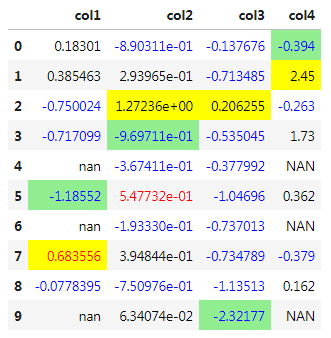 col1 col2 col3 col4
0 0.18301 -8.90311e-01 -0.137676 -0.394
1 0.385463 2.93965e-01 -0.713485 2.45
2 -0.750024 1.27236e+00 0.206255 -0.263
3 -0.717099 -9.69711e-01 -0.535045 1.73
4 nan -3.67411e-01 -0.377992 NAN
5 -1.18552 5.47732e-01 -1.04696 0.362
6 nan -1.93330e-01 -0.737013 NAN
7 0.683556 3.94844e-01 -0.734789 -0.379
8 -0.0778395 -7.50976e-01 -1.13513 0.162
9 nan 6.34074e-02 -2.32177 NAN